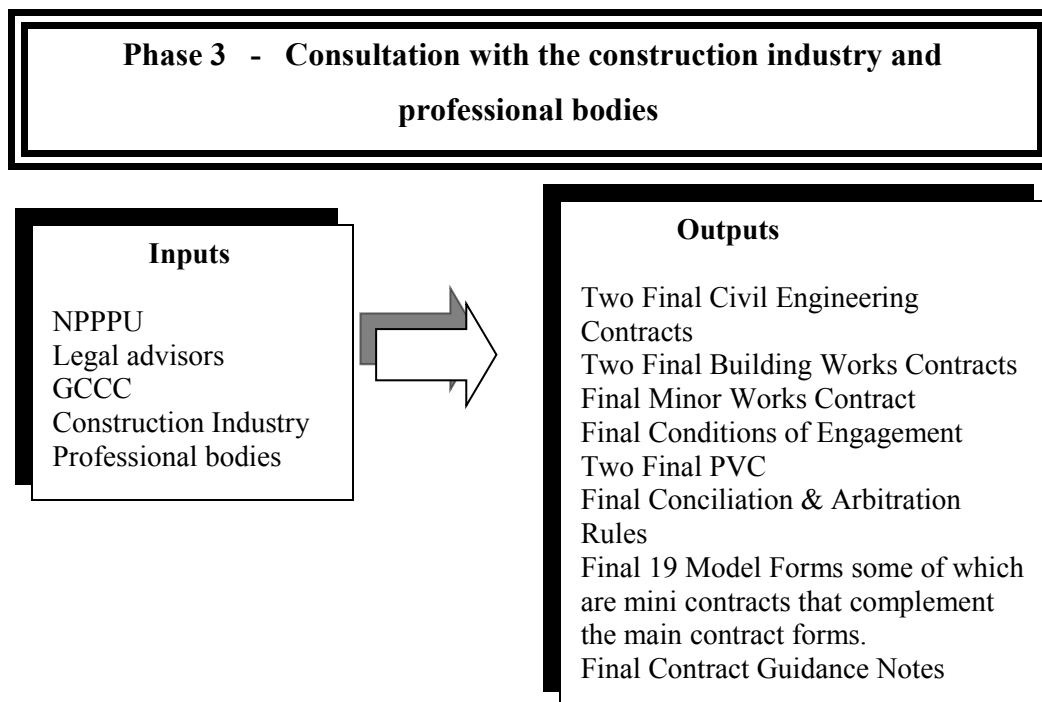 Phase 3 - Consultation with the construction industry and
professional bodies
Inputs
NPPPU
Legal advisors
GCCC
Construction Industry
Professional bodies
Outputs
Two Final Civil Engineering
Contracts
Two Final Building Works Contracts
Final Minor Works Contract
Final Conditions of Engagement
Two Final PVC
Final Conciliation & Arbitration
Rules
Final 19 Model Forms some of which
are mini contracts that complement
the main contract forms.
Final Contract Guidance Notes